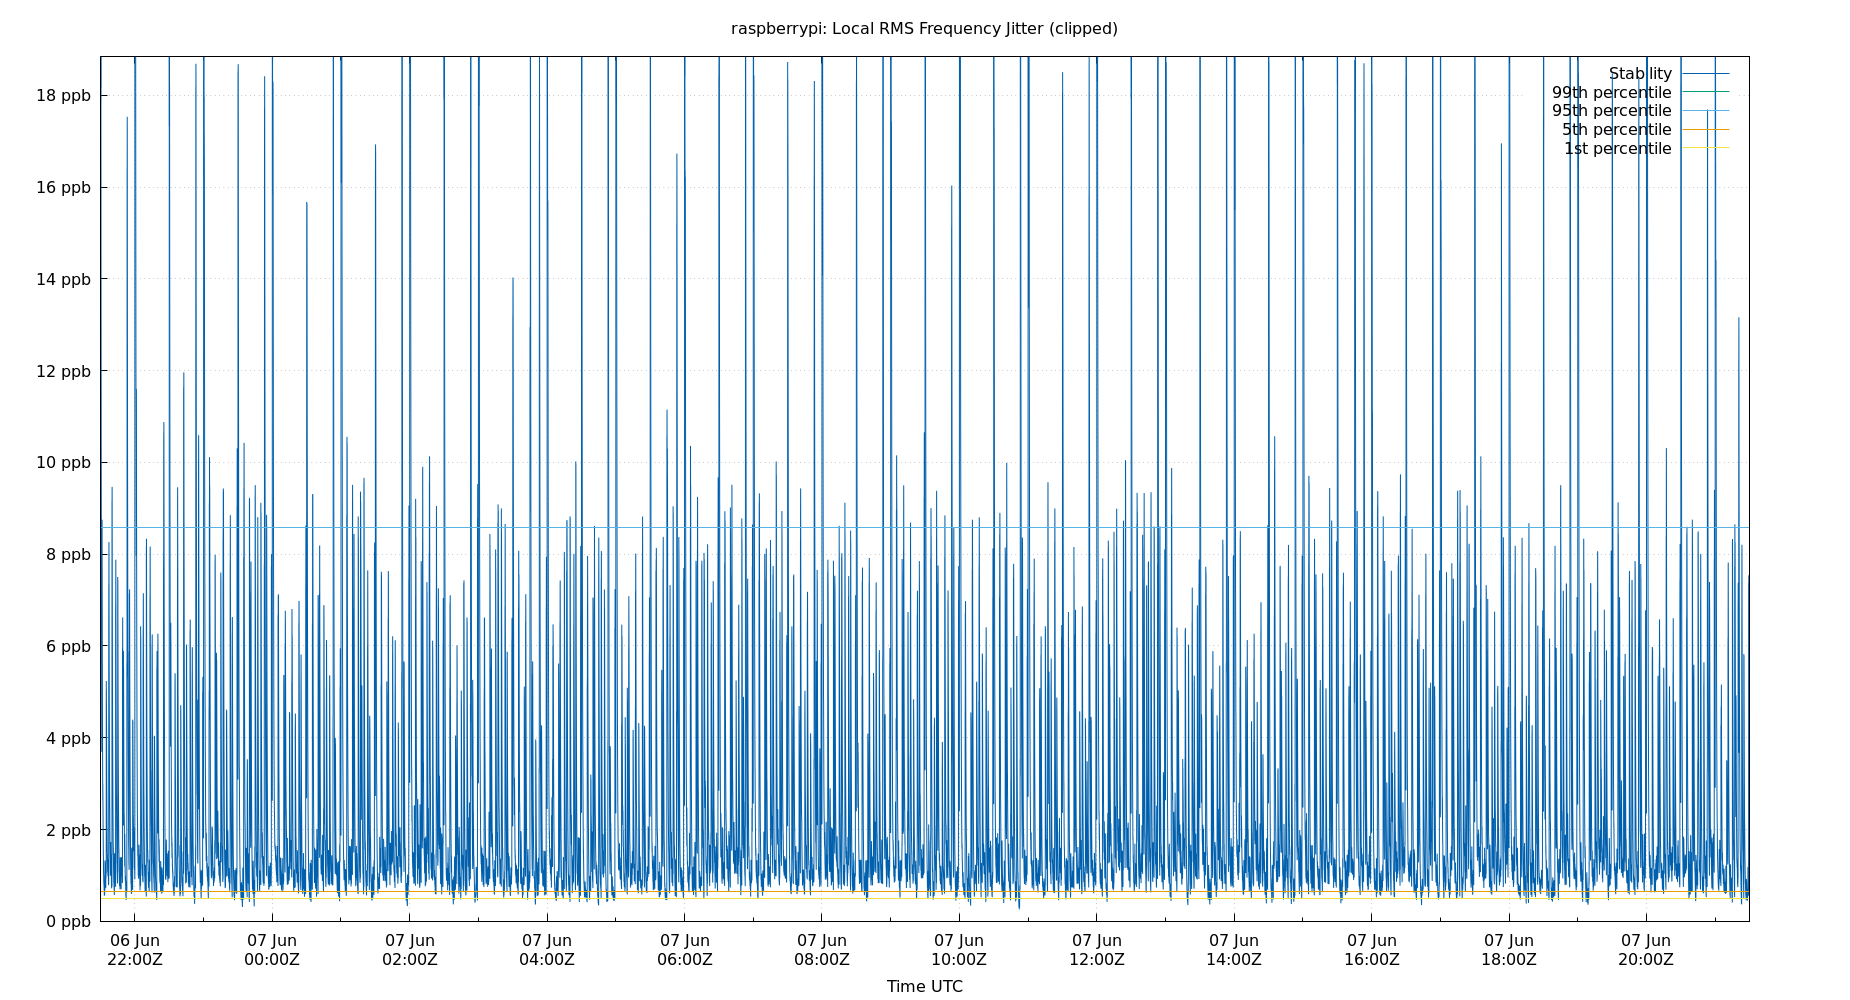 raspberrypi: Local RMS Frequency Jitter (clipped)
Stability
99th percentile
95th percentile
5th percentile
1st percentile
18 ppb
16 ppb
14 ppb
12 ppb
10 ppb
8 ppb
6 ppb
4 ppb
2 ppb
0 ppb
06 Jun 07 Jun 07 Jun 07 Jun 07 Jun 07 Jun 07 Jun 07 Jun 07 Jun 07 Jun 07 Jun 07 Jun
22:00Z 00:00Z 02:00Z 04:00Z 06:00Z 08:00Z 10:00Z 12:00Z 14:00Z 16:00Z 18:00Z 20:00Z
Time UTC